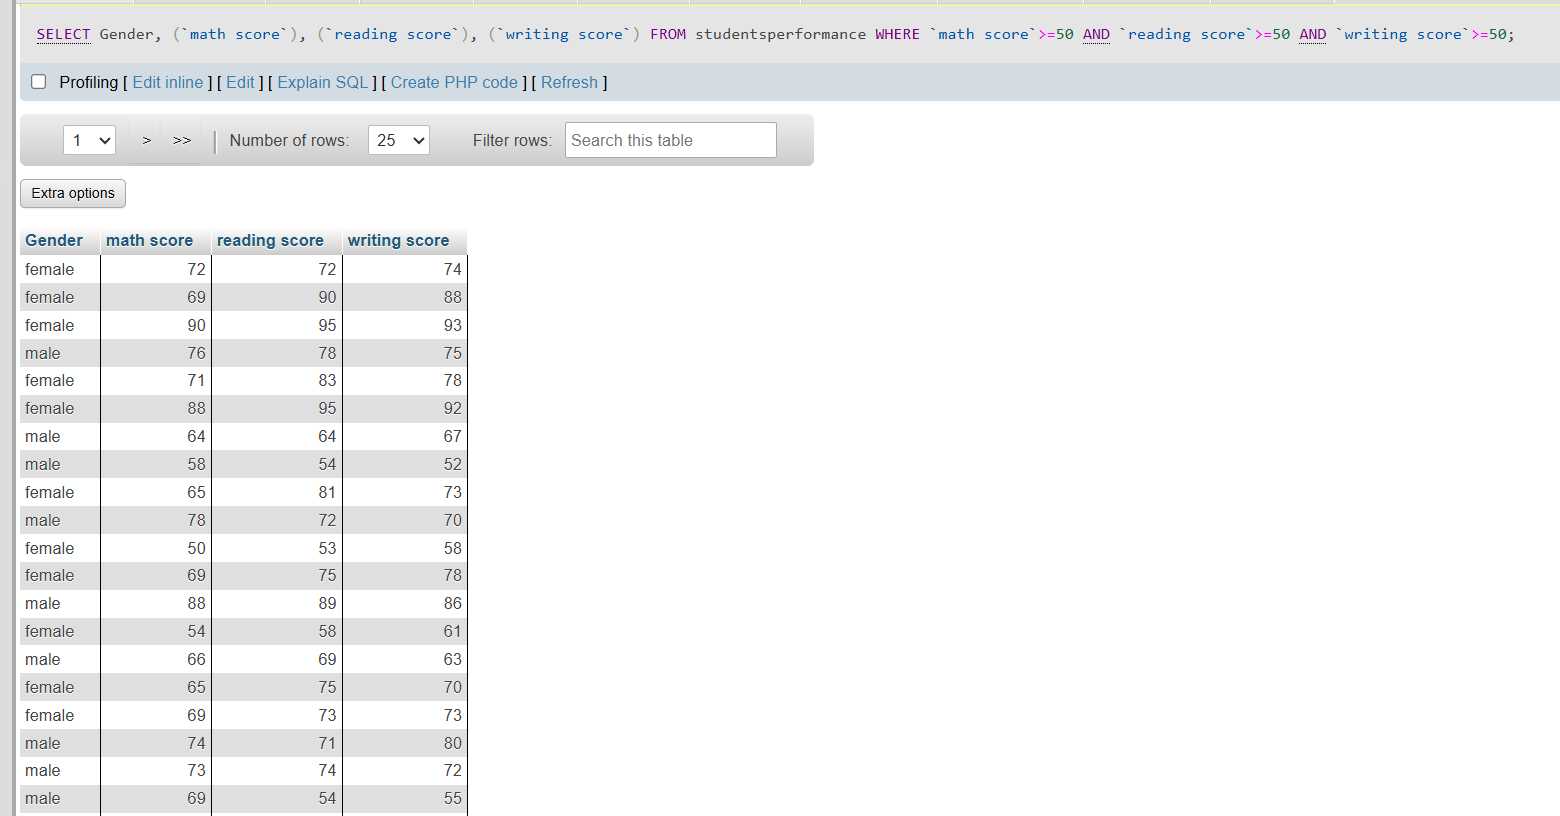 SELECT Gender, (`math score`), (`reading score`), (`writing score`) FROM studentsperformance WHERE `math score`>=50 AND `reading score`>=50 AND `writing score`>=50;
Profiling [ Edit inline ] [ Edit ] [ Explain SQL ] [ Create PHP code ] [ Refresh ]
1 > >> | Number of rows: 25 Filter rows: Search this table
Extra options
Gender math score reading score writing score
female 72 72 74
female 69 90 88
female 90 95 93
male 76 78 75
female 71 83 78
female 88 95 92
male 64 64 67
male 58 54 52
female 65 81 73
male 78 72 70
female 50 53 58
female 69 75 78
male 88 89 86
female 54 58 61
male 66 69 63
female 65 75 70
female 69 73 73
male 74 71 80
male 73 74 72
male 69 54 55